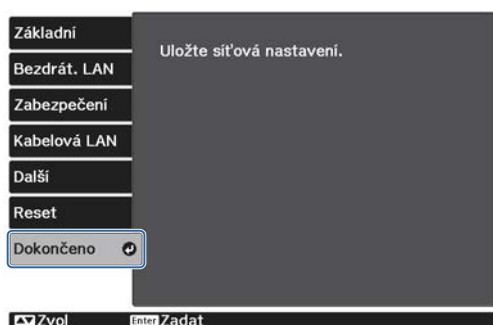 Základní
Bezdrát. LAN
Zabezpečení
Kabelová LAN
Další
Reset
Dokončeno
Uložte síťová nastavení.
Zvol Enter Zadat